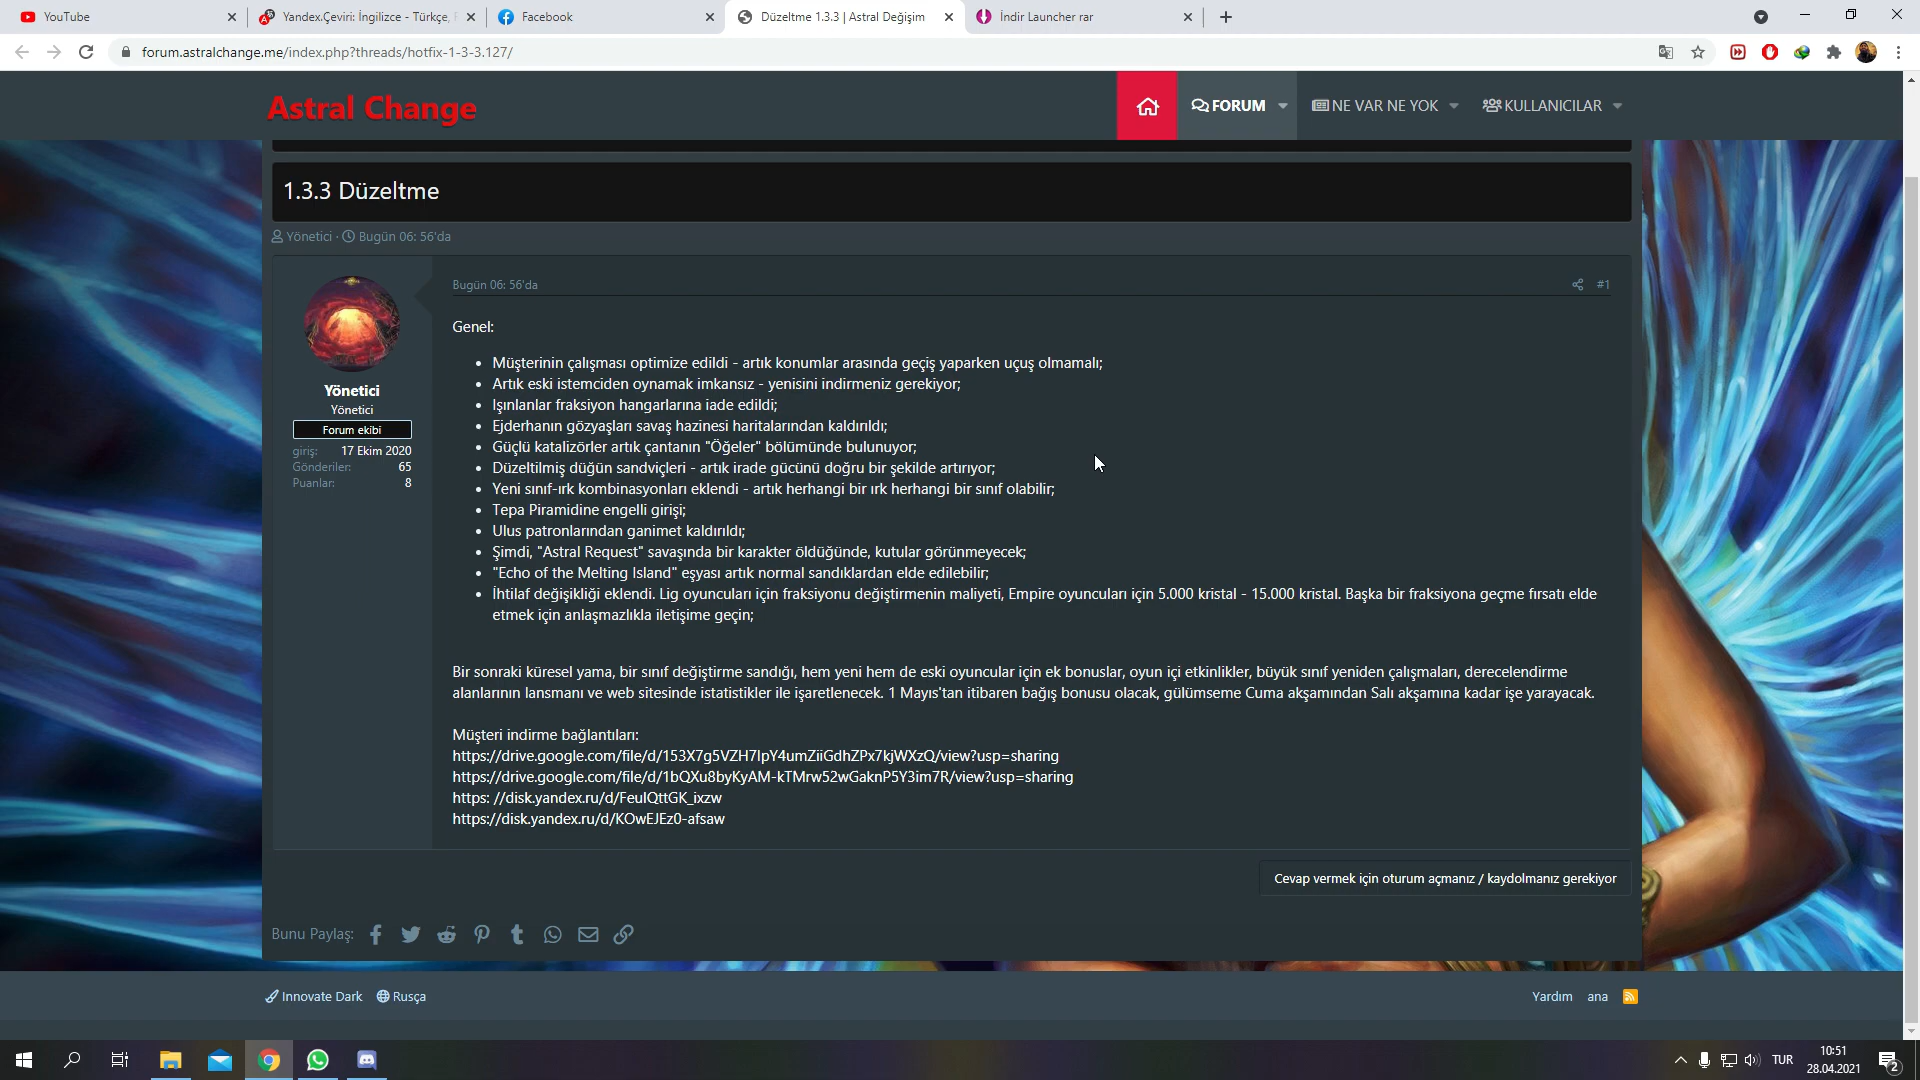 YouTube
Yandex.Çeviri: İngilizce - Türkçe,
Facebook
Düzeltme 1.3.3 | Astral Değişim
İndir Launcher rar
forum.astralchange.me/index.php?threads/hotfix-1-3-3.127/
Astral Change
FORUM
NE VAR NE YOK
KULLANICILAR
1.3.3 Düzeltme
Yönetici · Bugün 06: 56'da
Bugün 06: 56'da
#1
Yönetici
Yönetici
Forum ekibi
giriş: 17 Ekim 2020
Gönderiler: 65
Puanlar: 8
Genel:
• Müşterinin çalışması optimize edildi - artık konumlar arasında geçiş yaparken uçuş olmamalı;
• Artık eski istemciden oynamak imkansız - yenisini indirmeniz gerekiyor;
• Işınlanlar fraksiyon hangarlarına iade edildi;
• Ejderhanın gözyaşları savaş hazinesi haritalarından kaldırıldı;
• Güçlü katalizörler artık çantanın "Öğeler" bölümünde bulunuyor;
• Düzeltilmiş düğün sandviçleri - artık irade gücünü doğru bir şekilde artırıyor;
• Yeni sınıf-ırk kombinasyonları eklendi - artık herhangi bir ırk herhangi bir sınıf olabilir;
• Tepa Piramidine engelli girişi;
• Ulus patronlarından ganimet kaldırıldı;
• Şimdi, "Astral Request" savaşında bir karakter öldüğünde, kutular görünmeyecek;
• "Echo of the Melting Island" eşyası artık normal sandıklardan elde edilebilir;
• İhtilaf değişikliği eklendi. Lig oyuncuları için fraksiyonu değiştirmenin maliyeti, Empire oyuncuları için 5.000 kristal - 15.000 kristal. Başka bir fraksiyona geçme fırsatı elde
etmek için anlaşmazlıkla iletişime geçin;
Bir sonraki küresel yama, bir sınıf değiştirme sandığı, hem yeni hem de eski oyuncular için ek bonuslar, oyun içi etkinlikler, büyük sınıf yeniden çalışmaları, derecelendirme
alanlarının lansmanı ve web sitesinde istatistikler ile işaretlenecek. 1 Mayıs'tan itibaren bağış bonusu olacak, gülümseme Cuma akşamından Salı akşamına kadar işe yarayacak.
Müşteri indirme bağlantıları:
https://drive.google.com/file/d/153X7g5VZH7IpY4umZiiGdhZPx7kjWXzQ/view?usp=sharing
https://drive.google.com/file/d/1bQXu8byKyAM-kTMrw52wGaknP5Y3im7R/view?usp=sharing
https: //disk.yandex.ru/d/FeulQttGK_ixzw
https://disk.yandex.ru/d/KOwEJEz0-afsaw
Cevap vermek için oturum açmanız / kaydolmanız gerekiyor
Bunu Paylaş:
Innovate Dark
Rusça
Yardım
ana
TUR
10:51
28.04.2021
2